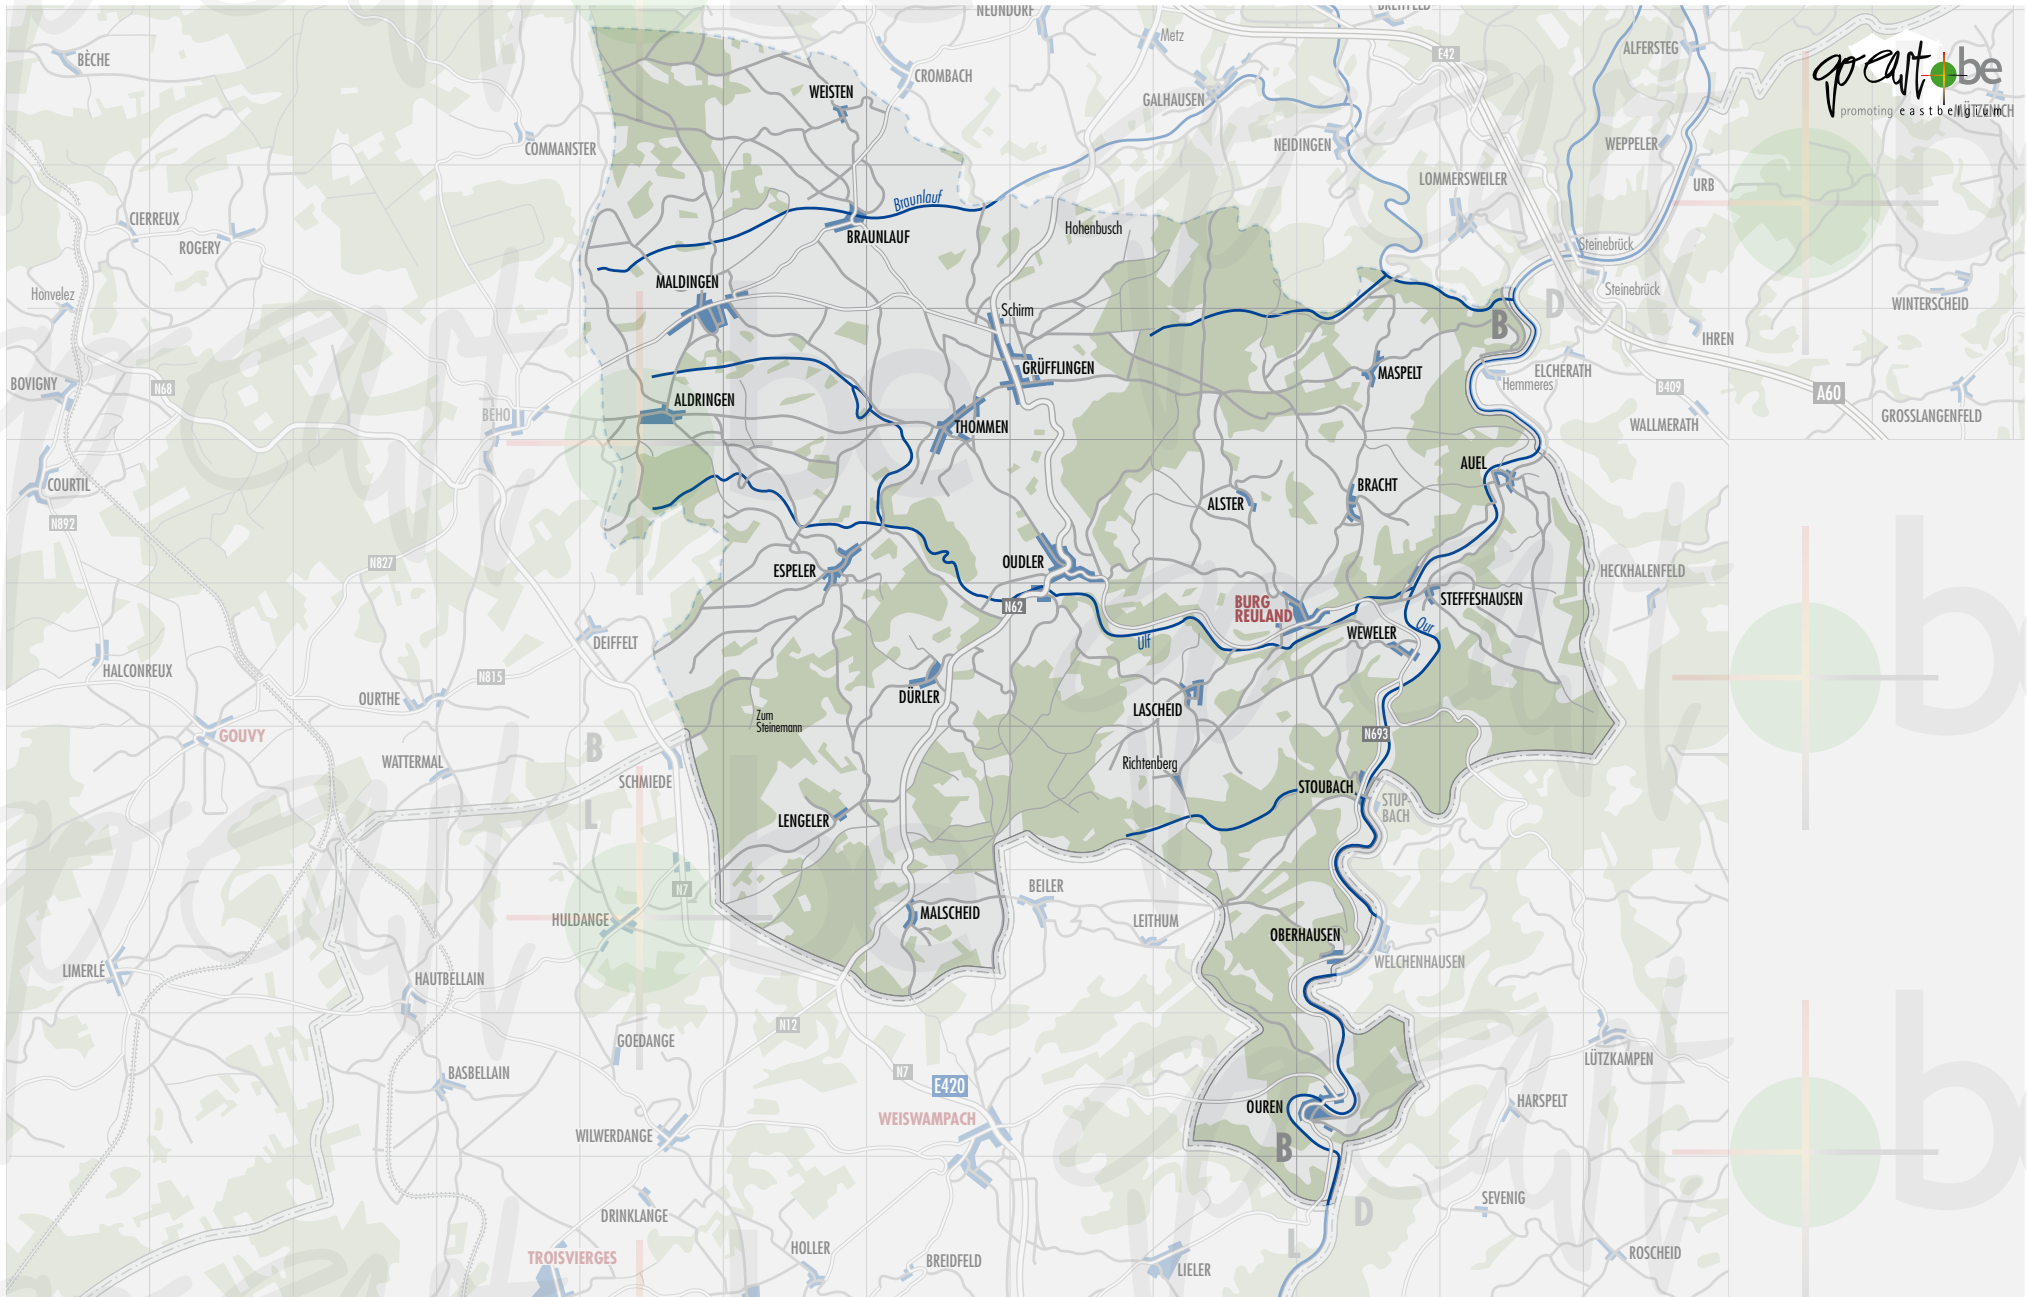 NEUNDORF
BREITFELD
BÈCHE
Metz
E42
ALFERSTEG
go east be
promoting eastbelgium
MÜTZENICH
CROMBACH
WEISTEN
GALHAUSEN
COMMANSTER
NEIDINGEN
WEPPELER
LOMMERSWEILER
URB
CIERREUX
ROGERY
Braunlauf
BRAUNLAUF
Hohenbusch
Steinebrück
MALDINGEN
Honvelez
Steinebrück
WINTERSCHEID
B
D
Schirm
IHREN
GRÜFFLINGEN
MASPELT
ELCHERATH
Hemmeres
BOVIGNY
N68
B409
A60
ALDRINGEN
BEHO
THOMMEN
WALLMERATH
GROSSLANGENFELD
AUEL
COURTIL
BRACHT
ALSTER
N892
N827
OUDLER
ESPELER
HECKHALENFELD
N62
BURG
REULAND
STEFFESHAUSEN
Our
WEWELER
Ulf
DEIFFELT
HALCONREUX
N815
OURTHE
DÜRLER
LASCHEID
Zum
Steinemann
GOUVY
N693
B
WATTERMAL
Richtenberg
SCHMIEDE
STOUBACH
STUP-
BACH
L
LENGELER
N7
BEILER
HULDANGE
MALSCHEID
LEITHUM
OBERHAUSEN
WELCHENHAUSEN
LIMERLÉ
HAUTBELLAIN
N12
GOEDANGE
LÜTZKAMPEN
BASBELLAIN
N7
E420
HARSPELT
OUREN
WEISWAMPACH
WILWERDANGE
B
SEVENIG
DRINKLANGE
D
L
HOLLER
TROISVIERGES
BREIDFELD
LIELER
ROSCHEID